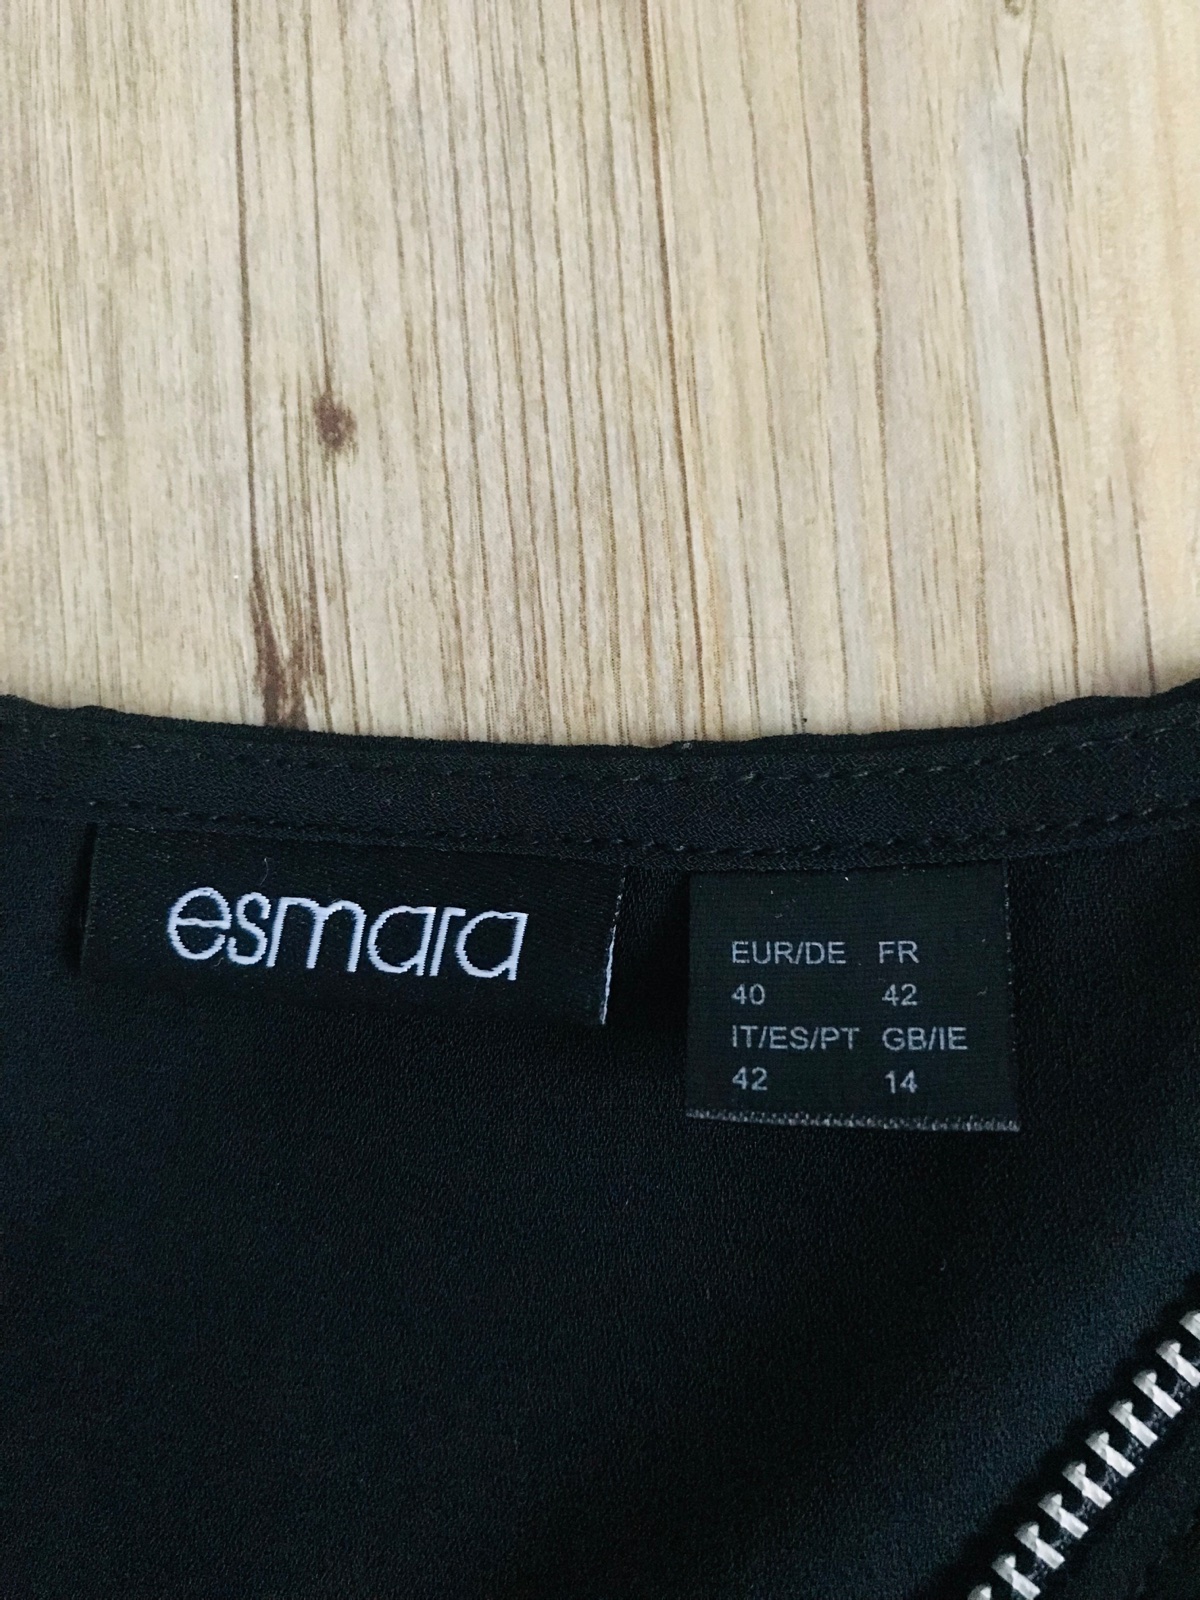 esmara
EUR/DE FR
40 42
IT/ES/PT GB/IE
42 14